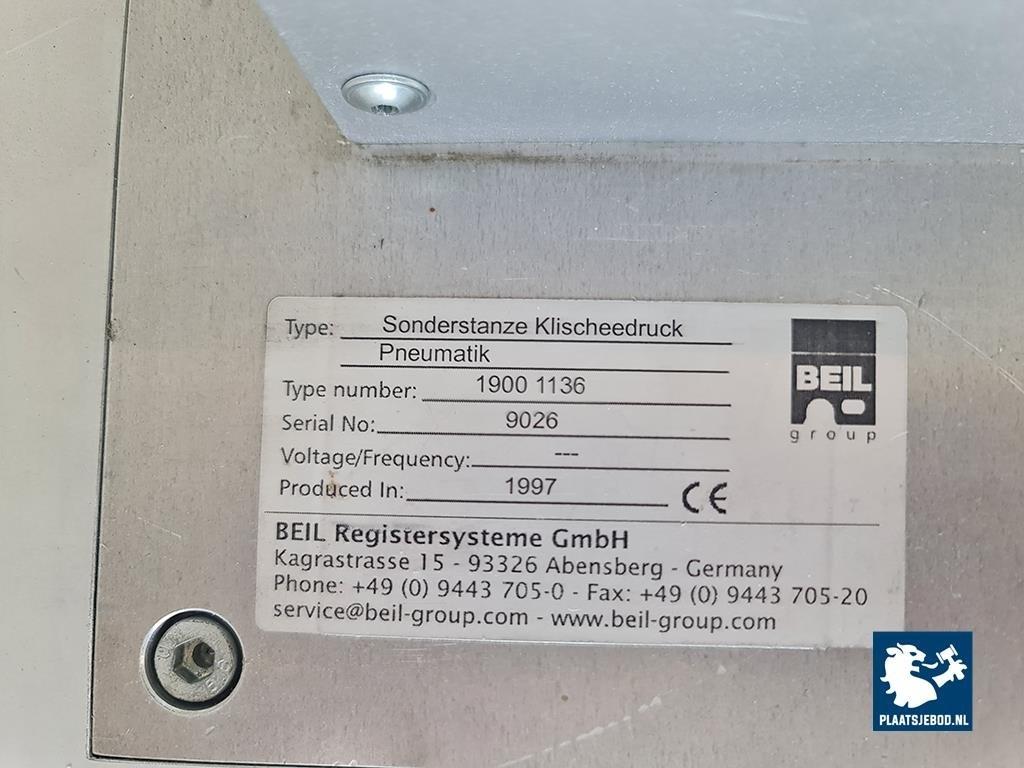 Type: Sonderstanze Klischeedruck
Pneumatik
Type number: 1900 1136
Serial No: 9026
Voltage/Frequency: ---
Produced In: 1997 CE
BEIL
group
BEIL Registersysteme GmbH
Kagrastrasse 15 - 93326 Abensberg - Germany
Phone: +49 (0) 9443 705-0 - Fax: +49 (0) 9443 705-20
service@beil-group.com - www.beil-group.com
PLAATSJEBOD.NL